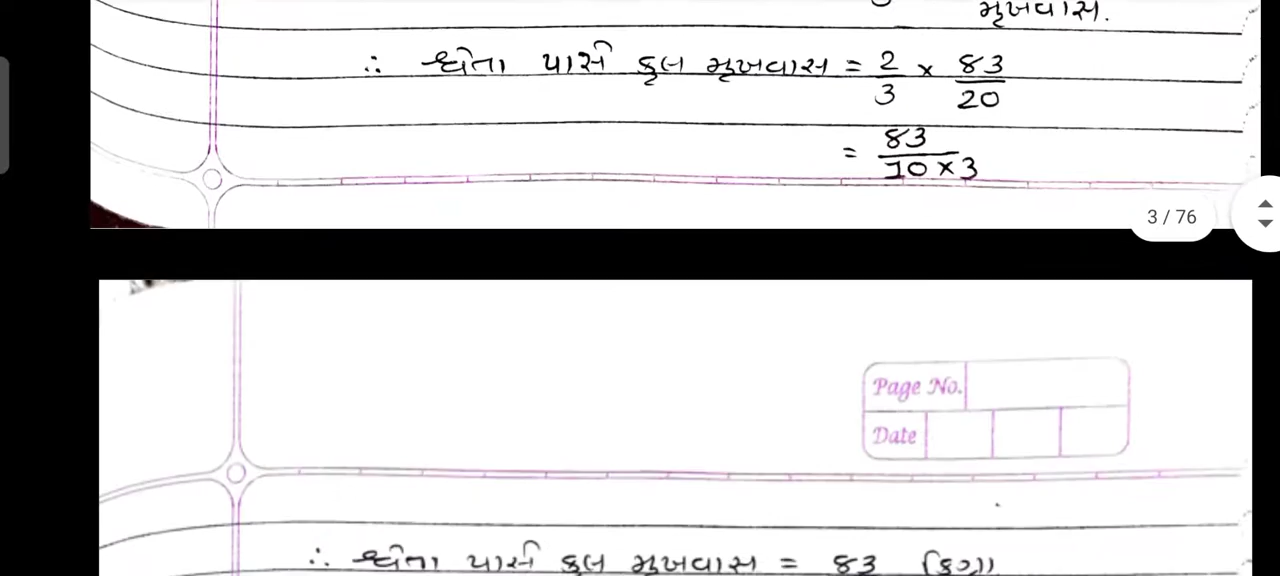 મુખવાસ.
∴ શ્વેતા પાસે કુલ મુખવાસ = 2/3 × 83/20
= 83/10×3
3 / 76
Page No.
Date
∴ શ્વેતા પાસે કુલ મુખવાસ = 83